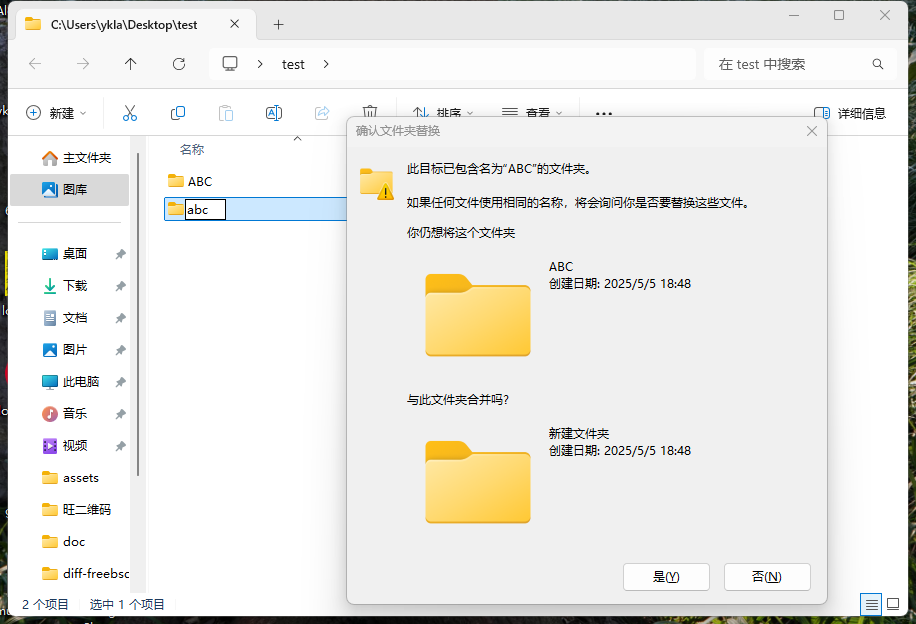 C:\Users\ykla\Desktop\test
test
在 test 中搜索
新建
排序
查看
详细信息
主文件夹
图库
桌面
下载
文档
图片
此电脑
音乐
视频
assets
旺二维码
doc
diff-freebsc
名称
ABC
abc
确认文件夹替换
此目标已包含名为“ABC”的文件夹。
如果任何文件使用相同的名称，将会询问你是否要替换这些文件。
你仍想将这个文件夹
ABC
创建日期: 2025/5/5 18:48
与此文件夹合并吗?
新建文件夹
创建日期: 2025/5/5 18:48
是(Y)
否(N)
2 个项目
选中 1 个项目